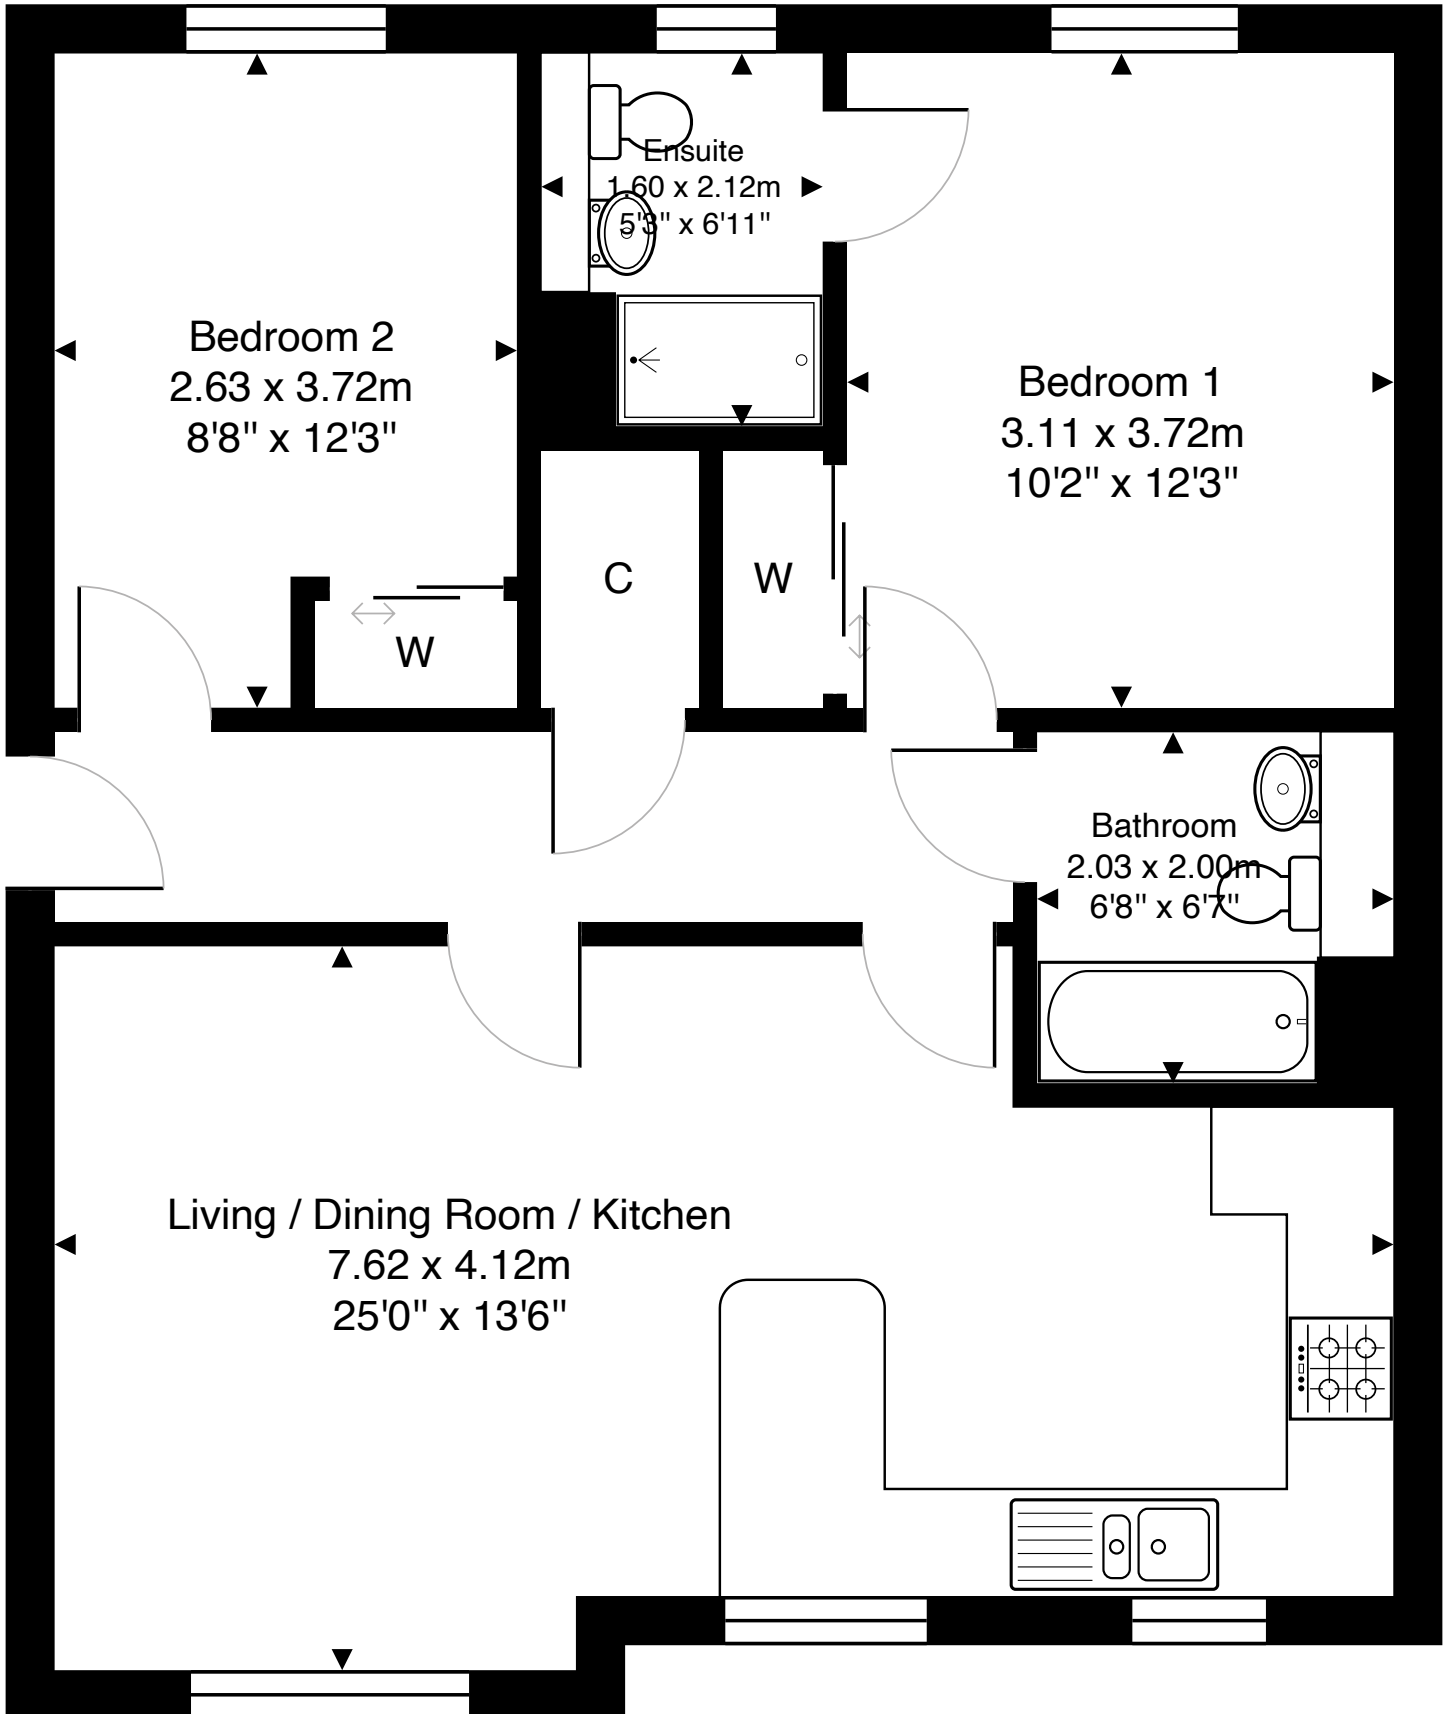 Ensuite
1.60 x 2.12m
5'3" x 6'11"
Bedroom 2
2.63 x 3.72m
8'8" x 12'3"
Bedroom 1
3.11 x 3.72m
10'2" x 12'3"
C
W
W
Bathroom
2.03 x 2.00m
6'8" x 6'7"
Living / Dining Room / Kitchen
7.62 x 4.12m
25'0" x 13'6"